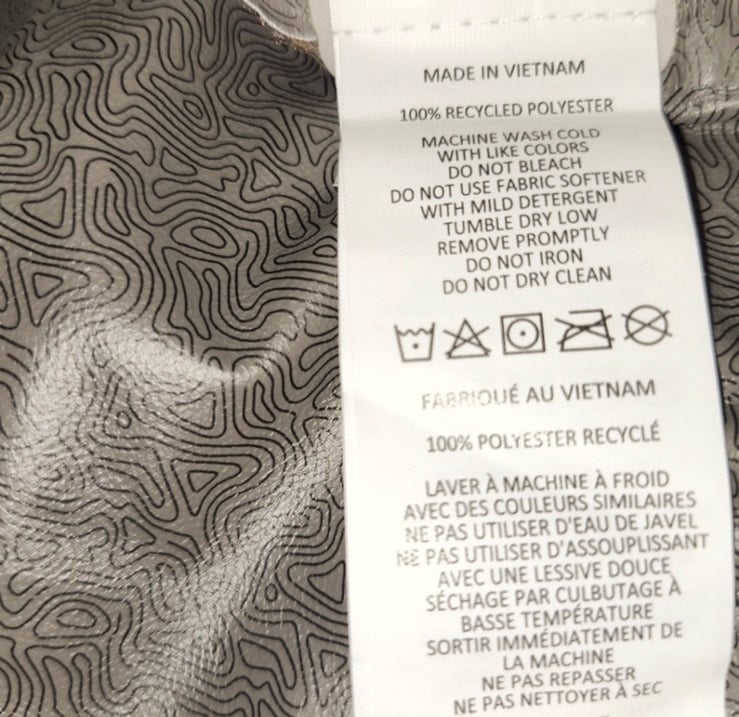 MADE IN VIETNAM
100% RECYCLED POLYESTER
MACHINE WASH COLD
WITH LIKE COLORS
DO NOT BLEACH
DO NOT USE FABRIC SOFTENER
WITH MILD DETERGENT
TUMBLE DRY LOW
REMOVE PROMPTLY
DO NOT IRON
DO NOT DRY CLEAN
FABRIQUÉ AU VIETNAM
100% POLYESTER RECYCLÉ
LAVER À MACHINE À FROID
AVEC DES COULEURS SIMILAIRES
NE PAS UTILISER D'EAU DE JAVEL
NE PAS UTILISER D'ASSOUPLISSANT
AVEC UNE LESSIVE DOUCE
SÉCHAGE PAR CULBUTAGE À
BASSE TEMPÉRATURE
SORTIR IMMÉDIATEMENT DE
LA MACHINE
NE PAS REPASSER
NE PAS NETTOYER À SEC